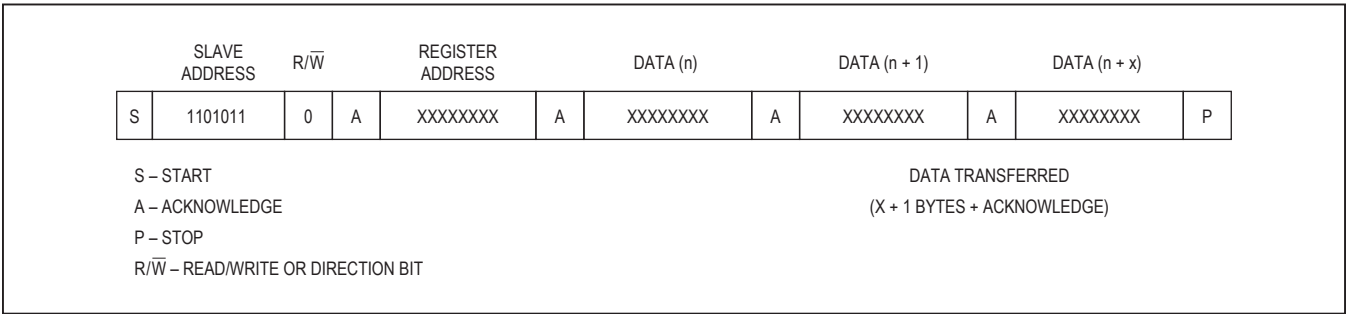 SLAVE ADDRESS R/W̅ REGISTER ADDRESS DATA (n) DATA (n + 1) DATA (n + x)
S 1101011 0 A XXXXXXXX A XXXXXXXX A XXXXXXXX A XXXXXXXX P
S – START
A – ACKNOWLEDGE
P – STOP
R/W̅ – READ/WRITE OR DIRECTION BIT
DATA TRANSFERRED
(X + 1 BYTES + ACKNOWLEDGE)